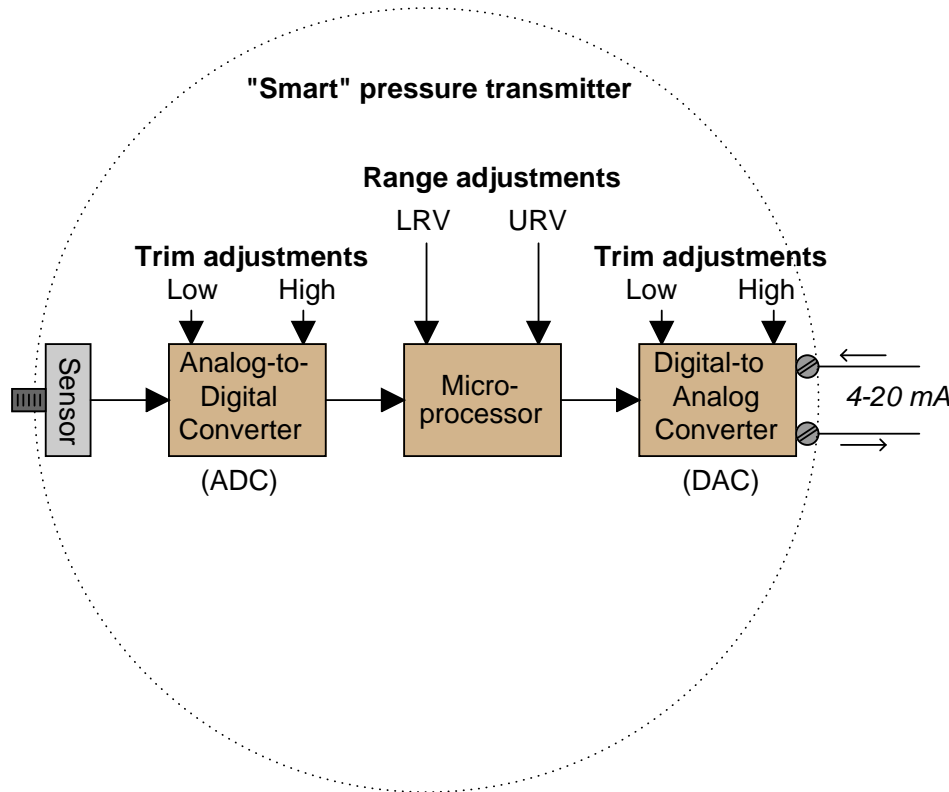 "Smart" pressure transmitter
Range adjustments
LRV URV
Trim adjustments
Low High
Trim adjustments
Low High
Sensor
Analog-to-
Digital
Converter
(ADC)
Micro-
processor
Digital-to
Analog
Converter
(DAC)
4-20 mA